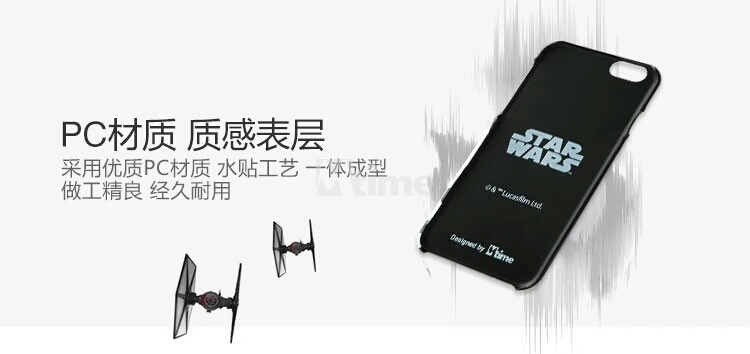 PC材质 质感表层
采用优质PC材质 水贴工艺 一体成型
做工精良 经久耐用
STAR
WARS
© & ™ Lucasfilm Ltd.
Designed by time
time